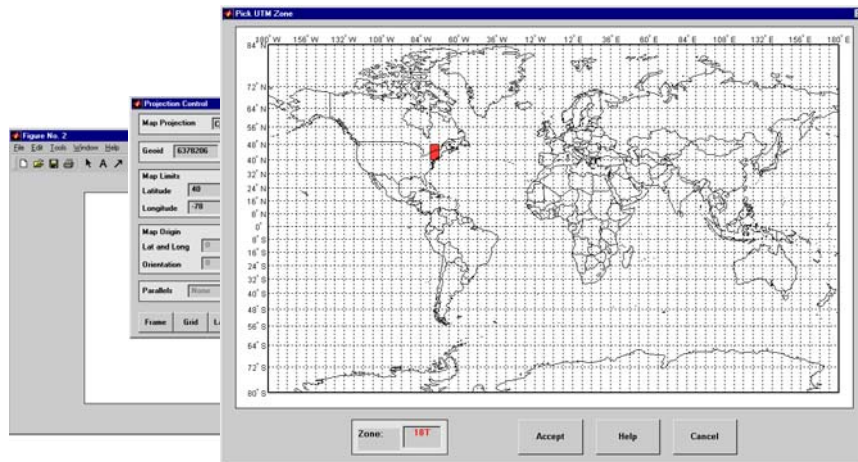 Pick UTM Zone
180° W 156° W 132° W 108° W 84° W 60° W 36° W 12° W 12° E 36° E 60° E 84° E 108° E 132° E 156° E 180° E
84° N
72° N
64° N
56° N
48° N
40° N
32° N
24° N
16° N
8° N
0°
8° S
16° S
24° S
32° S
40° S
48° S
56° S
64° S
72° S
80° S
Zone: 18T
Accept Help Cancel
Projection Control
Map Projection
Geoid 6378206
Map Limits
Latitude 40
Longitude -78
Map Origin
Lat and Long 0
Orientation 0
Parallels None
Frame Grid
Figure No. 2
File Edit Tools Window Help